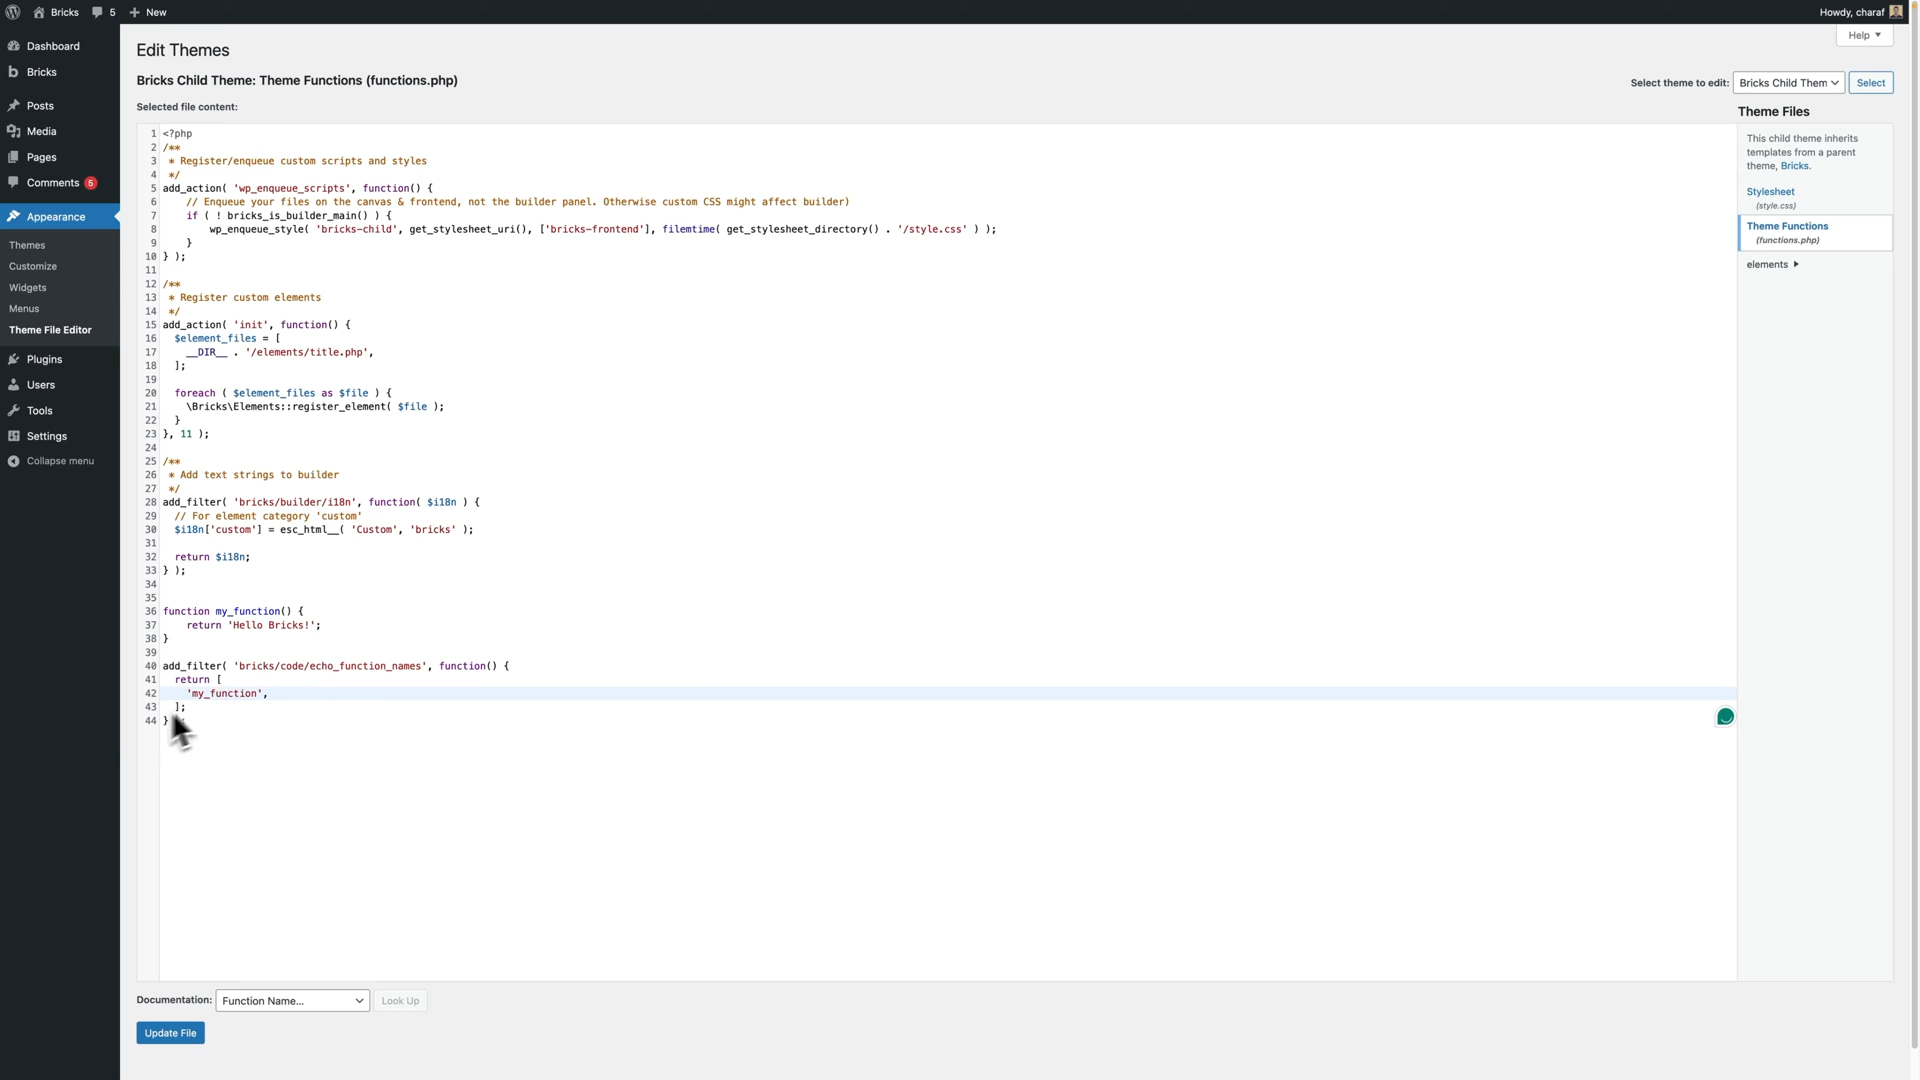 Bricks 5 New Howdy, charaf
Help
Dashboard
Bricks
Posts
Media
Pages
Comments 5
Appearance
Themes
Customize
Widgets
Menus
Theme File Editor
Plugins
Users
Tools
Settings
Collapse menu
Edit Themes
Bricks Child Theme: Theme Functions (functions.php)
Select theme to edit: Bricks Child Them Select
Selected file content:
1 <?php
2 /**
3 * Register/enqueue custom scripts and styles
4 */
5 add_action( 'wp_enqueue_scripts', function() {
6 // Enqueue your files on the canvas & frontend, not the builder panel. Otherwise custom CSS might affect builder)
7 if ( ! bricks_is_builder_main() ) {
8 wp_enqueue_style( 'bricks-child', get_stylesheet_uri(), ['bricks-frontend'], filemtime( get_stylesheet_directory() . '/style.css' ) );
9 }
10 } );
11
12 /**
13 * Register custom elements
14 */
15 add_action( 'init', function() {
16 $element_files = [
17 __DIR__ . '/elements/title.php',
18 ];
19
20 foreach ( $element_files as $file ) {
21 \Bricks\Elements::register_element( $file );
22 }
23 }, 11 );
24
25 /**
26 * Add text strings to builder
27 */
28 add_filter( 'bricks/builder/i18n', function( $i18n ) {
29 // For element category 'custom'
30 $i18n['custom'] = esc_html__( 'Custom', 'bricks' );
31
32 return $i18n;
33 } );
34
35
36 function my_function() {
37 return 'Hello Bricks!';
38 }
39
40 add_filter( 'bricks/code/echo_function_names', function() {
41 return [
42 'my_function',
43 ];
44 }
Theme Files
This child theme inherits
templates from a parent
theme, Bricks.
Stylesheet
(style.css)
Theme Functions
(functions.php)
elements
Documentation: Function Name... Look Up
Update File